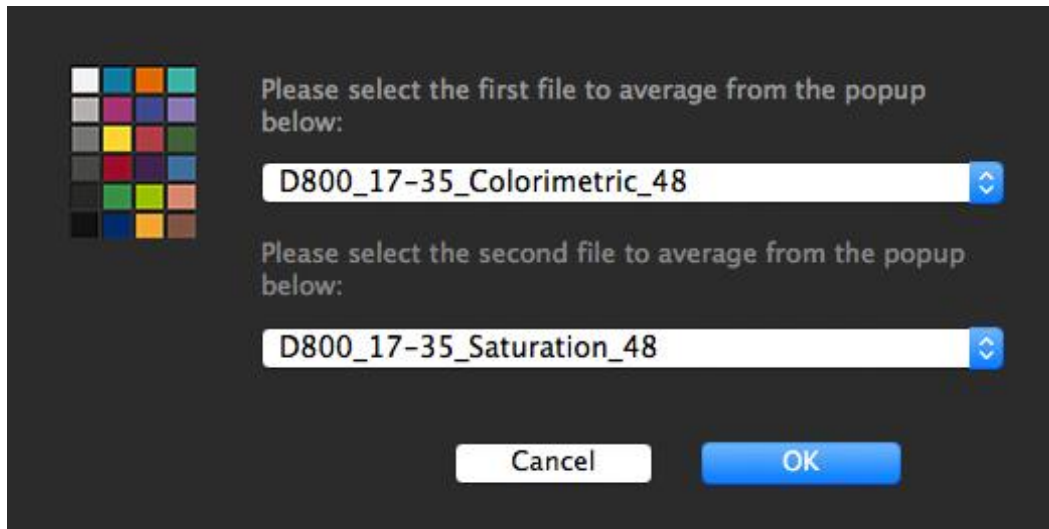 Please select the first file to average from the popup
below:
D800_17-35_Colorimetric_48
Please select the second file to average from the popup
below:
D800_17-35_Saturation_48
Cancel
OK